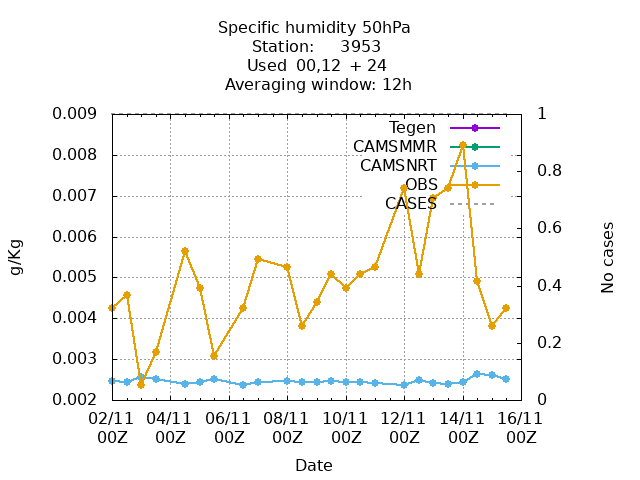 Specific humidity 50hPa
Station:     3953
Used  00,12  + 24
Averaging window: 12h
0.009
0.008
0.007
0.006
0.005
0.004
0.003
0.002
g/Kg
1
0.8
0.6
0.4
0.2
0
No cases
Tegen
CAMSMMR
CAMSNRT
OBS
CASES
02/11 04/11 06/11 08/11 10/11 12/11 14/11 16/11
00Z 00Z 00Z 00Z 00Z 00Z 00Z 00Z
Date